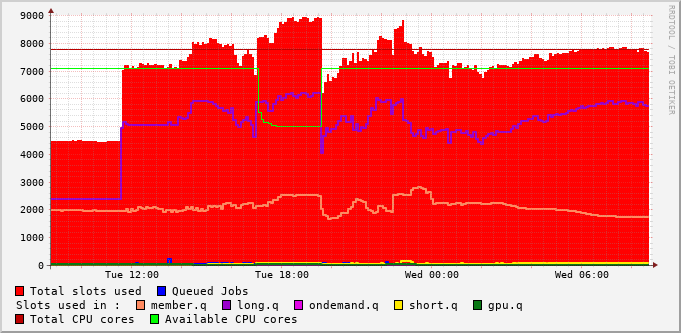 RRDTOOL / TOBI OETIKER
9000
8000
7000
6000
5000
4000
3000
2000
1000
0
Tue 12:00 Tue 18:00 Wed 00:00 Wed 06:00
Total slots used Queued Jobs
Slots used in : member.q long.q ondemand.q short.q gpu.q
Total CPU cores Available CPU cores